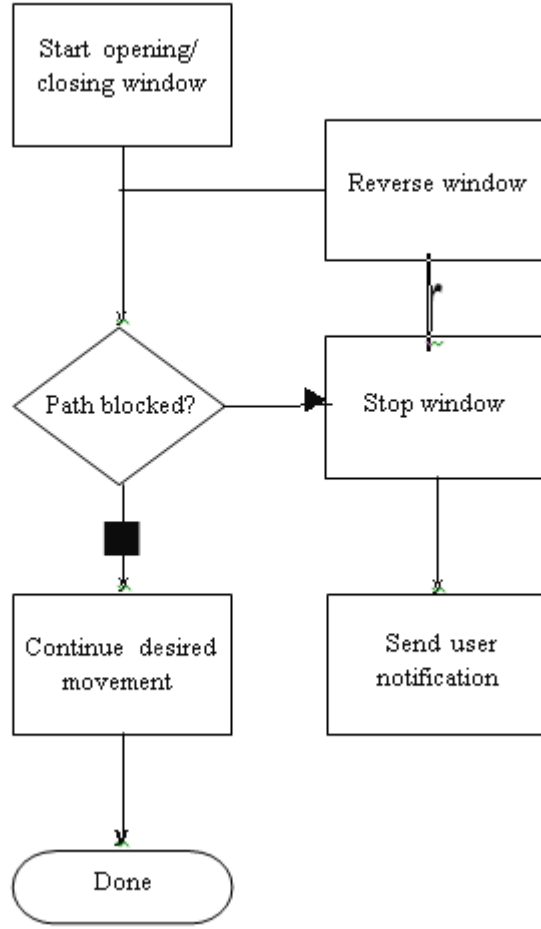 Start opening/
closing window
Reverse window
Path blocked?
Stop window
Continue desired
movement
Send user
notification
Done